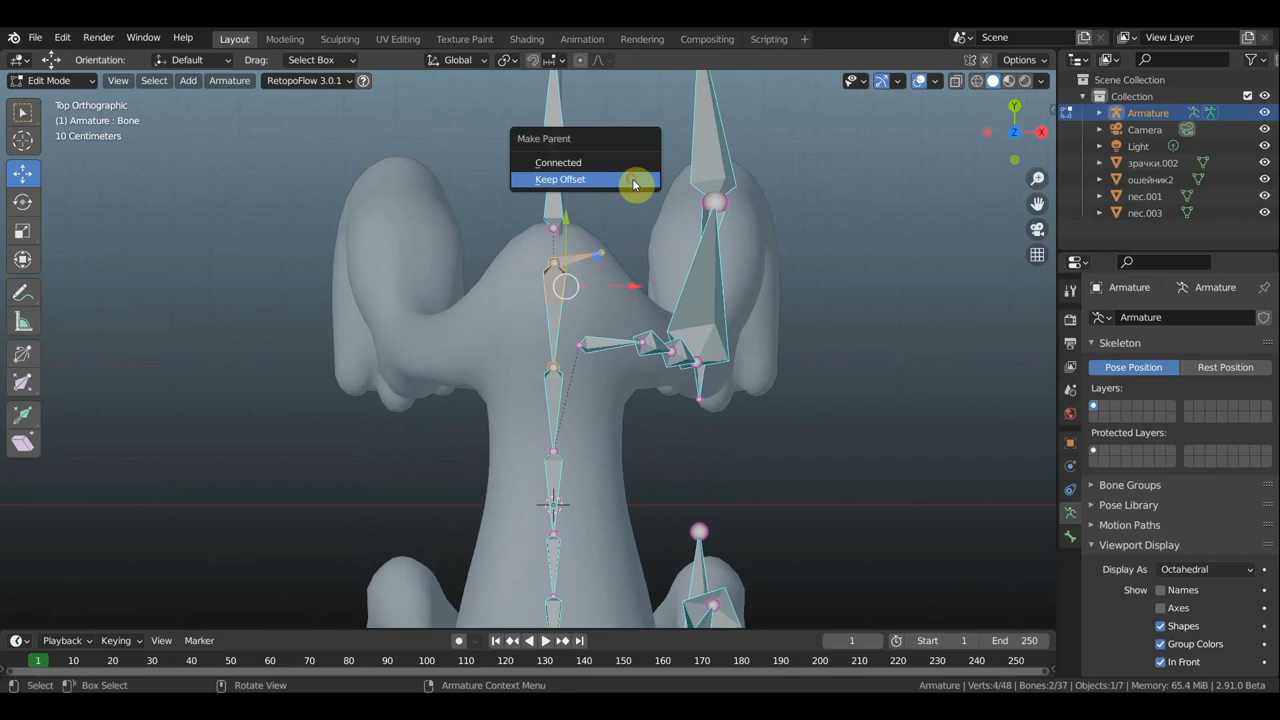 File Edit Render Window Help Layout Modeling Sculpting UV Editing Texture Paint Shading Animation Rendering Compositing Scripting + Scene View Layer
Orientation: Default Select Box Global Options
Edit Mode View Select Add Armature RetopoFlow 3.0.1
Top Orthographic
(1) Armature : Bone
10 Centimeters
Make Parent
Connected
Keep Offset
Y
Z
X
Scene Collection
Collection
Armature
Camera
Light
зрачки.002
ошейник2
пес.001
пес.003
Armature Armature
Armature
Skeleton
Pose Position Rest Position
Layers:
Protected Layers:
Bone Groups
Pose Library
Motion Paths
Viewport Display
Display As Octahedral
Show Names
Axes
Shapes
Group Colors
In Front
Playback Keying View Marker 1 Start 1 End 250
1 10 20 30 40 50 60 70 80 90 100 110 120 130 140 150 160 170 180 190 200 210 220 230 240 250
Select Box Select Rotate View Armature Context Menu Armature | Verts:4/48 | Bones:2/37 | Objects:1/7 | Memory: 65.4 MiB | 2.91.0 Beta